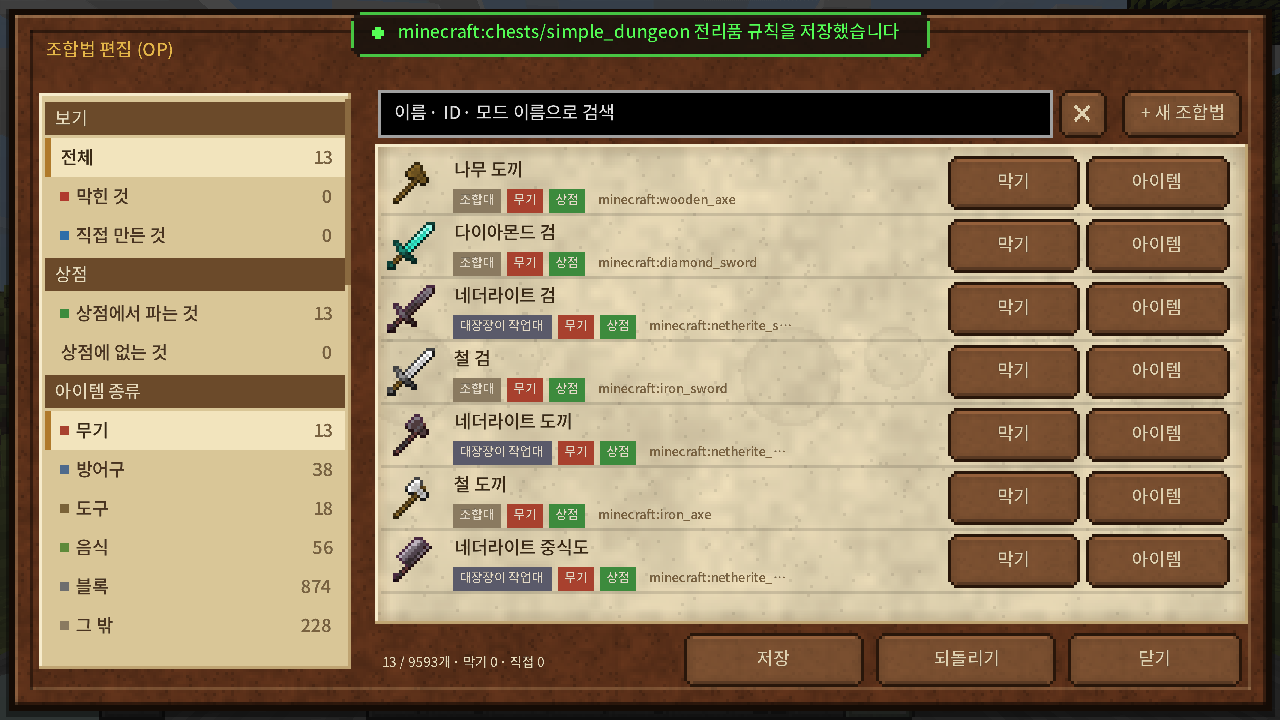 minecraft:chests/simple_dungeon 전리품 규칙을 저장했습니다
조합법 편집 (OP)
보기
전체 13
막힌 것 0
직접 만든 것 0
상점
상점에서 파는 것 13
상점에 없는 것 0
아이템 종류
무기 13
방어구 38
도구 18
음식 56
블록 874
그 밖 228
이름 · ID · 모드 이름으로 검색
+ 새 조합법
나무 도끼
조합대 무기 상점 minecraft:wooden_axe
막기 아이템
다이아몬드 검
조합대 무기 상점 minecraft:diamond_sword
막기 아이템
네더라이트 검
대장장이 작업대 무기 상점 minecraft:netherite_s…
막기 아이템
철 검
조합대 무기 상점 minecraft:iron_sword
막기 아이템
네더라이트 도끼
대장장이 작업대 무기 상점 minecraft:netherite_…
막기 아이템
철 도끼
조합대 무기 상점 minecraft:iron_axe
막기 아이템
네더라이트 중식도
대장장이 작업대 무기 상점 minecraft:netherite_…
막기 아이템
13 / 9593개 · 막기 0 · 직접 0
저장 되돌리기 닫기